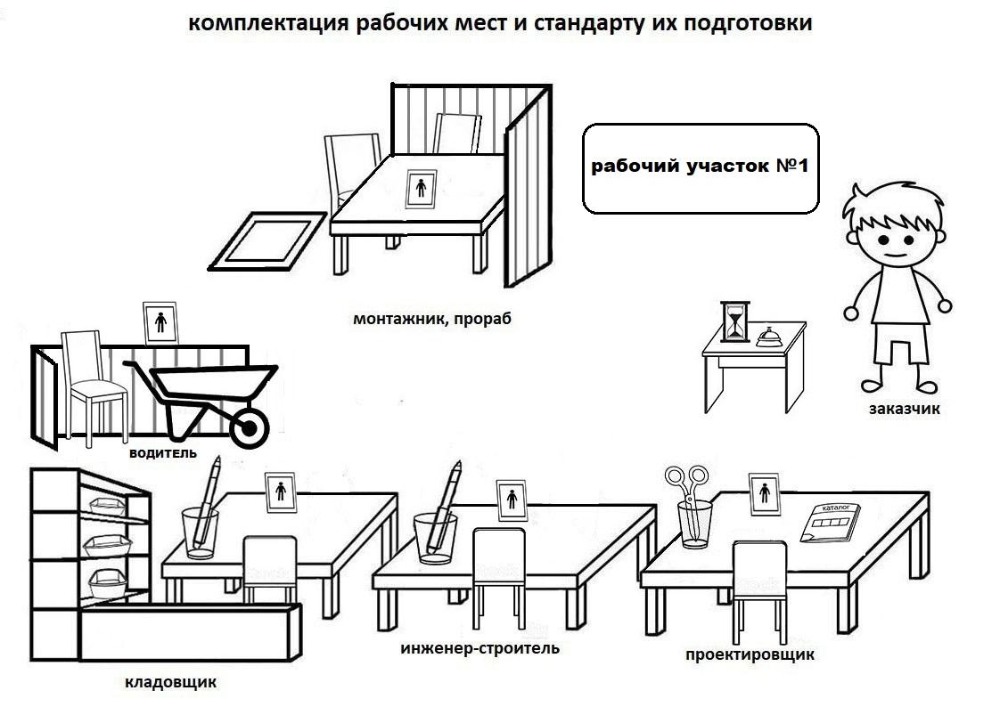 комплектация рабочих мест и стандарту их подготовки
рабочий участок №1
монтажник, прораб
заказчик
водитель
каталог
инженер-строитель
проектировщик
кладовщик